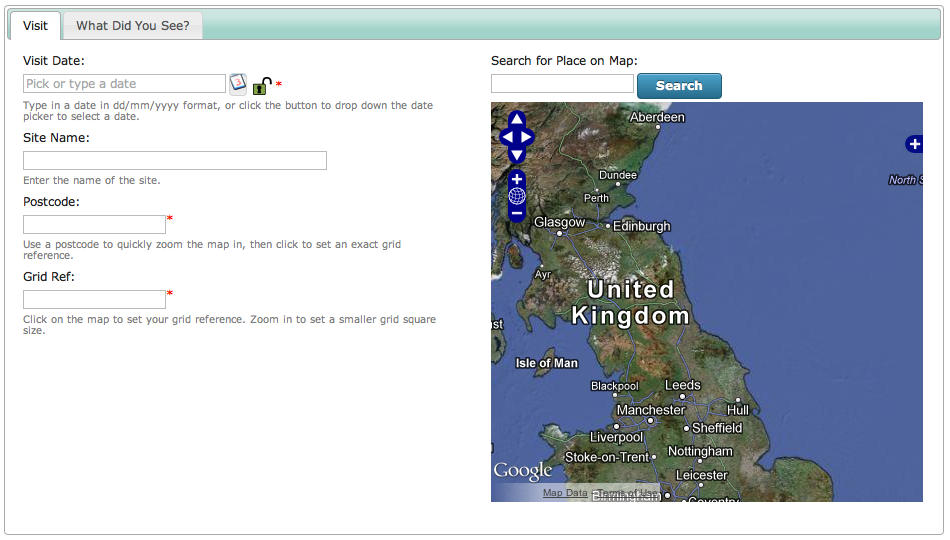 Visit
What Did You See?
Visit Date:
Pick or type a date
3
*
Type in a date in dd/mm/yyyy format, or click the button to drop down the date
picker to select a date.
Site Name:
Enter the name of the site.
Postcode:
*
Use a postcode to quickly zoom the map in, then click to set an exact grid
reference.
Grid Ref:
*
Click on the map to set your grid reference. Zoom in to set a smaller grid square
size.
Search for Place on Map:
Search
Aberdeen
North S
Dundee
Perth
Glasgow
Edinburgh
Ayr
United
Kingdom
st
Isle of Man
Blackpool
Leeds
Manchester
Hull
Liverpool
Sheffield
Stoke-on-Trent
Nottingham
Google
Leicester
Map Data - Terms of Use
Birmingham
Coventry